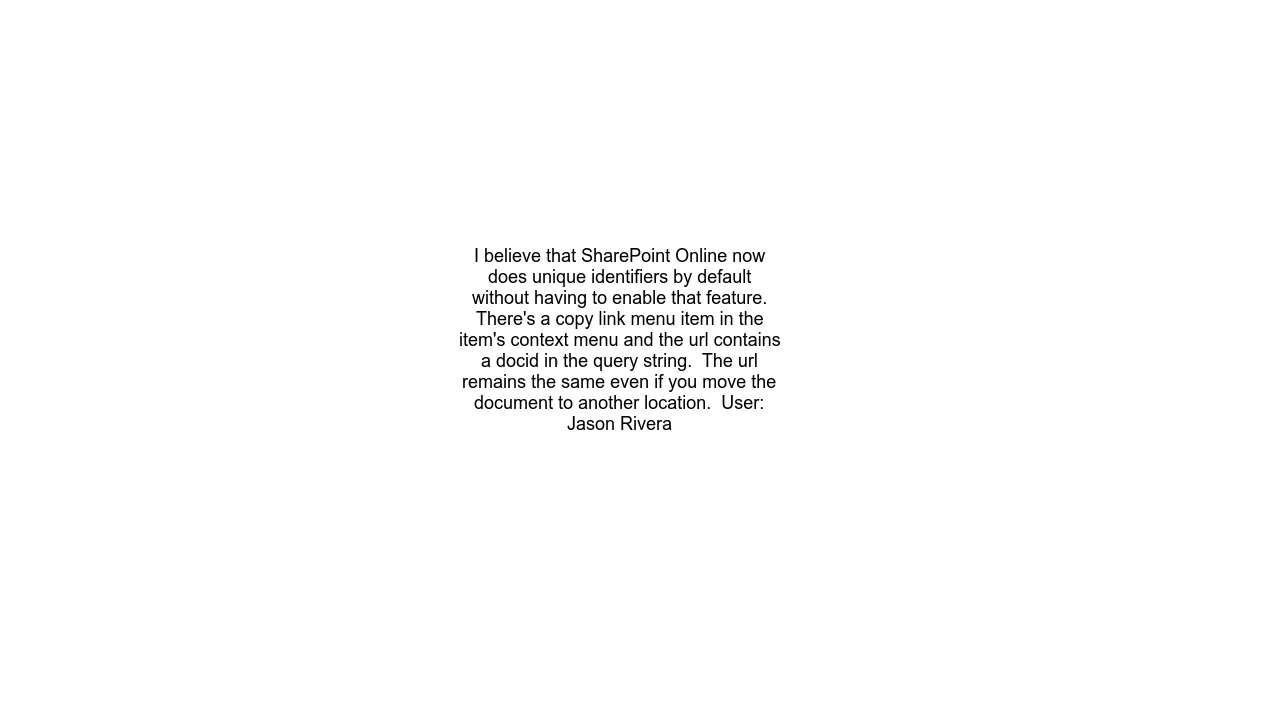 I believe that SharePoint Online now
does unique identifiers by default
without having to enable that feature.
There's a copy link menu item in the
item's context menu and the url contains
a docid in the query string.  The url
remains the same even if you move the
document to another location.  User:
Jason Rivera